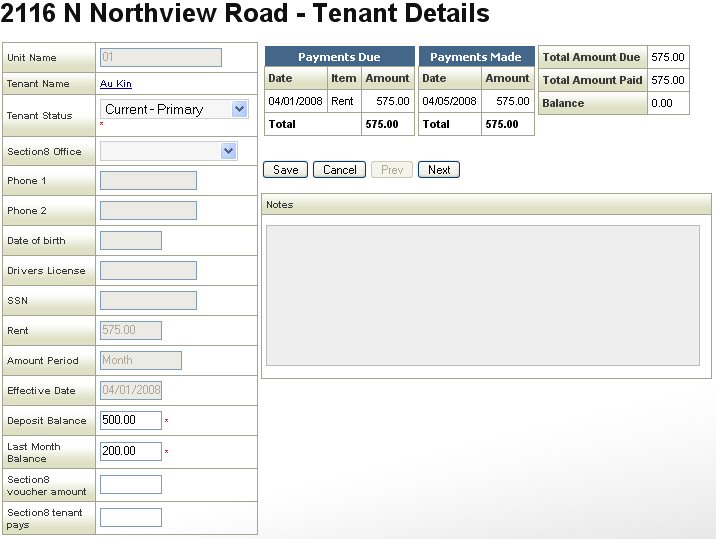 2116 N Northview Road - Tenant Details
Unit Name 01
Tenant Name Au Kin
Tenant Status Current - Primary
*
Section8 Office
Phone 1
Phone 2
Date of birth
Drivers License
SSN
Rent 575.00
Amount Period Month
Effective Date 04/01/2008
Deposit Balance 500.00 *
Last Month
Balance 200.00 *
Section8
voucher amount
Section8 tenant
pays
Payments Due
Date Item Amount
04/01/2008 Rent 575.00
Total 575.00
Payments Made
Date Amount
04/05/2008 575.00
Total 575.00
Total Amount Due 575.00
Total Amount Paid 575.00
Balance 0.00
Save Cancel Prev Next
Notes